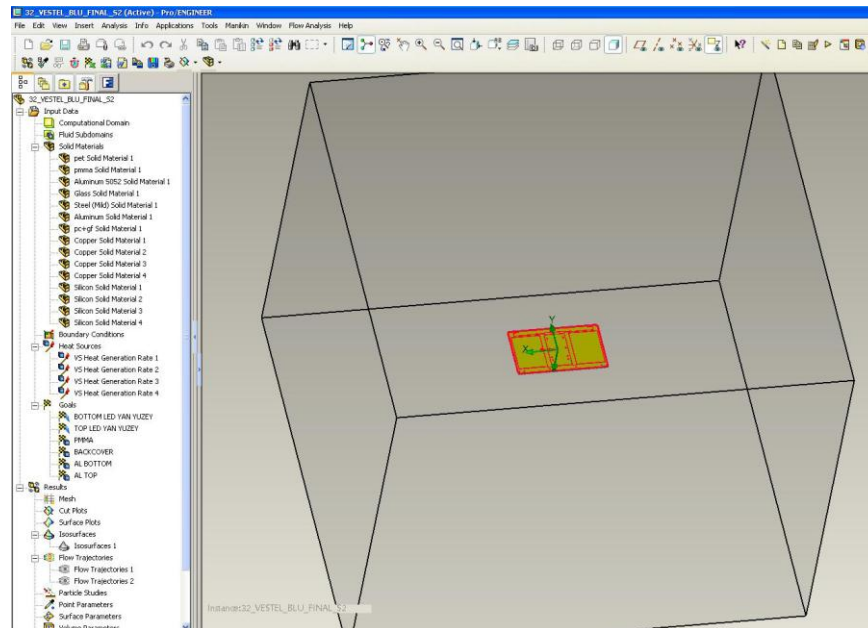 32_VESTEL_BLU_FINAL_S2 (Active) - Pro/ENGINEER
File Edit View Insert Analysis Info Applications Tools Manikin Window Flow Analysis Help
32_VESTEL_BLU_FINAL_S2
Input Data
Computational Domain
Fluid Subdomains
Solid Materials
pet Solid Material 1
pmma Solid Material 1
Aluminum 5052 Solid Material 1
Glass Solid Material 1
Steel (Mild) Solid Material 1
Aluminum Solid Material 1
pc+gf Solid Material 1
Copper Solid Material 1
Copper Solid Material 2
Copper Solid Material 3
Copper Solid Material 4
Silicon Solid Material 1
Silicon Solid Material 2
Silicon Solid Material 3
Silicon Solid Material 4
Boundary Conditions
Heat Sources
VS Heat Generation Rate 1
VS Heat Generation Rate 2
VS Heat Generation Rate 3
VS Heat Generation Rate 4
Goals
BOTTOM LED YAN YUZEY
TOP LED YAN YUZEY
PMMA
BACKCOVER
AL BOTTOM
AL TOP
Results
Mesh
Cut Plots
Surface Plots
Isosurfaces
Isosurfaces 1
Flow Trajectories
Flow Trajectories 1
Flow Trajectories 2
Particle Studies
Point Parameters
Surface Parameters
Volume Parameters
Y
X
Instance:32_VESTEL_BLU_FINAL_S2